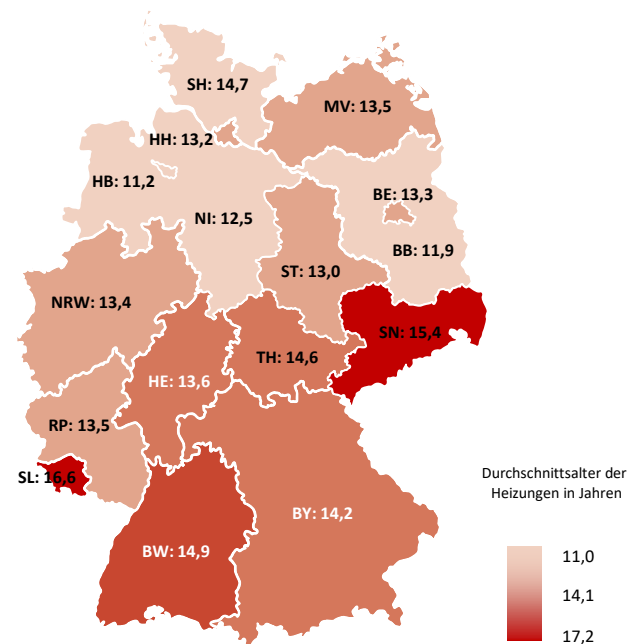 SH: 14,7
MV: 13,5
HH: 13,2
HB: 11,2
BE: 13,3
NI: 12,5
BB: 11,9
ST: 13,0
NRW: 13,4
SN: 15,4
TH: 14,6
HE: 13,6
RP: 13,5
SL: 16,6
Durchschnittsalter der
Heizungen in Jahren
BY: 14,2
BW: 14,9
11,0
14,1
17,2